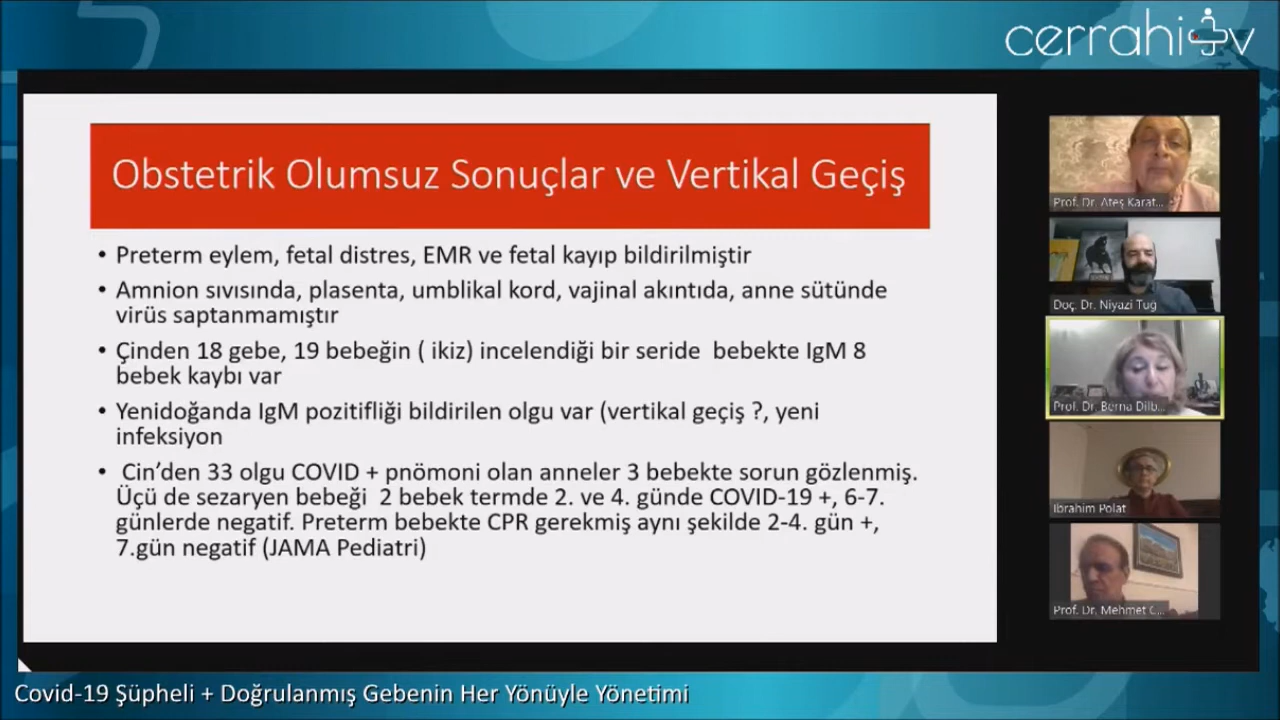 cerrahi tv
Obstetrik Olumsuz Sonuçlar ve Vertikal Geçiş
• Preterm eylem, fetal distres, EMR ve fetal kayıp bildirilmiştir
• Amnion sıvısında, plasenta, umblikal kord, vajinal akıntıda, anne sütünde
virüs saptanmamıştır
• Çinden 18 gebe, 19 bebeğin ( ikiz) incelendiği bir seride bebekte IgM 8
bebek kaybı var
• Yenidoğanda IgM pozitifliği bildirilen olgu var (vertikal geçiş ?, yeni
infeksiyon
• Cin’den 33 olgu COVID + pnömoni olan anneler 3 bebekte sorun gözlenmiş.
Üçü de sezaryen bebeği 2 bebek termde 2. ve 4. günde COVID-19 +, 6-7.
günlerde negatif. Preterm bebekte CPR gerekmiş aynı şekilde 2-4. gün +,
7.gün negatif (JAMA Pediatri)
Prof. Dr. Ateş Karat...
Doç. Dr. Niyazi Tuğ
Prof. Dr. Berna Dilb...
Ibrahim Polat
Prof. Dr. Mehmet C...
Covid-19 Şüpheli + Doğrulanmış Gebenin Her Yönüyle Yönetimi